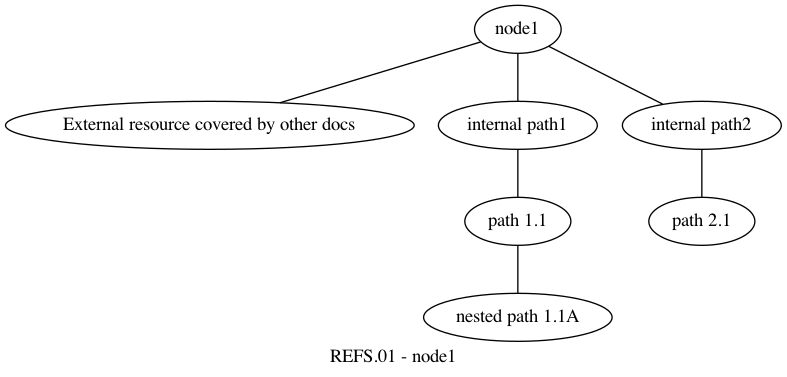 node1
External resource covered by other docs
internal path1
internal path2
path 1.1
path 2.1
nested path 1.1A
REFS.01 - node1